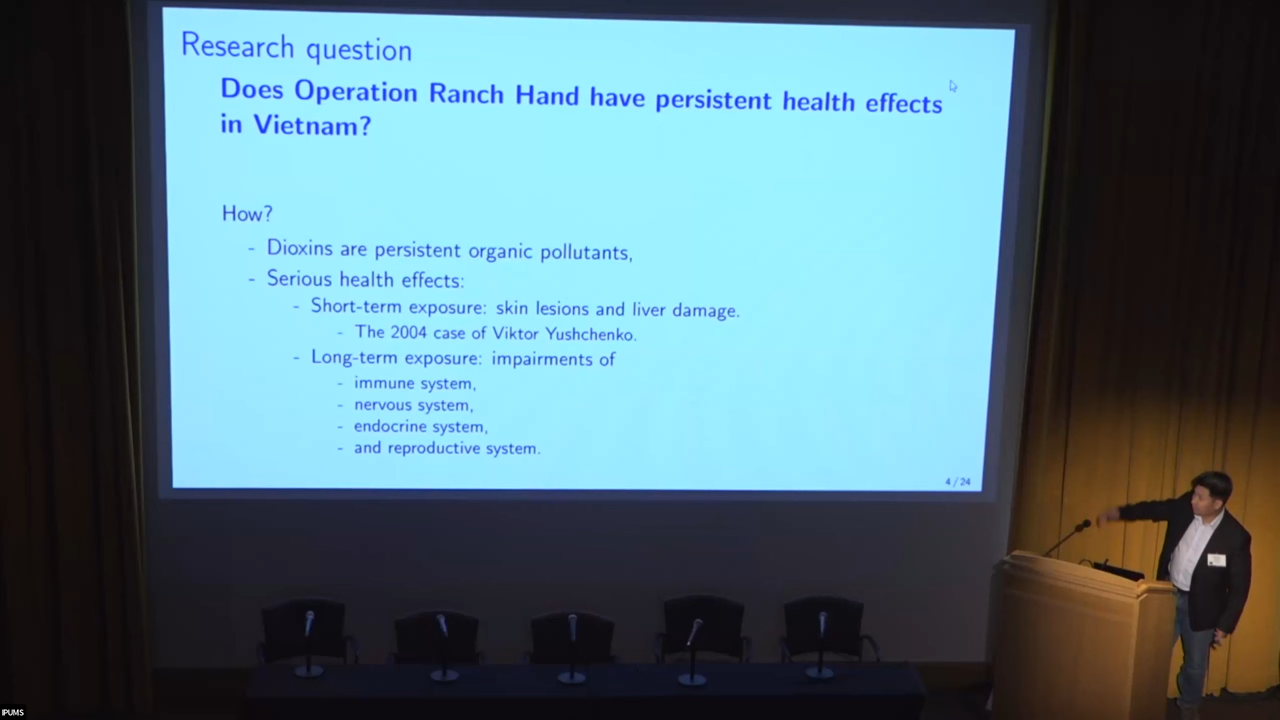 Research question
Does Operation Ranch Hand have persistent health effects
in Vietnam?
How?
- Dioxins are persistent organic pollutants,
- Serious health effects:
- Short-term exposure: skin lesions and liver damage.
- The 2004 case of Viktor Yushchenko.
- Long-term exposure: impairments of
- immune system,
- nervous system,
- endocrine system,
- and reproductive system.
4 / 24
IPUMS